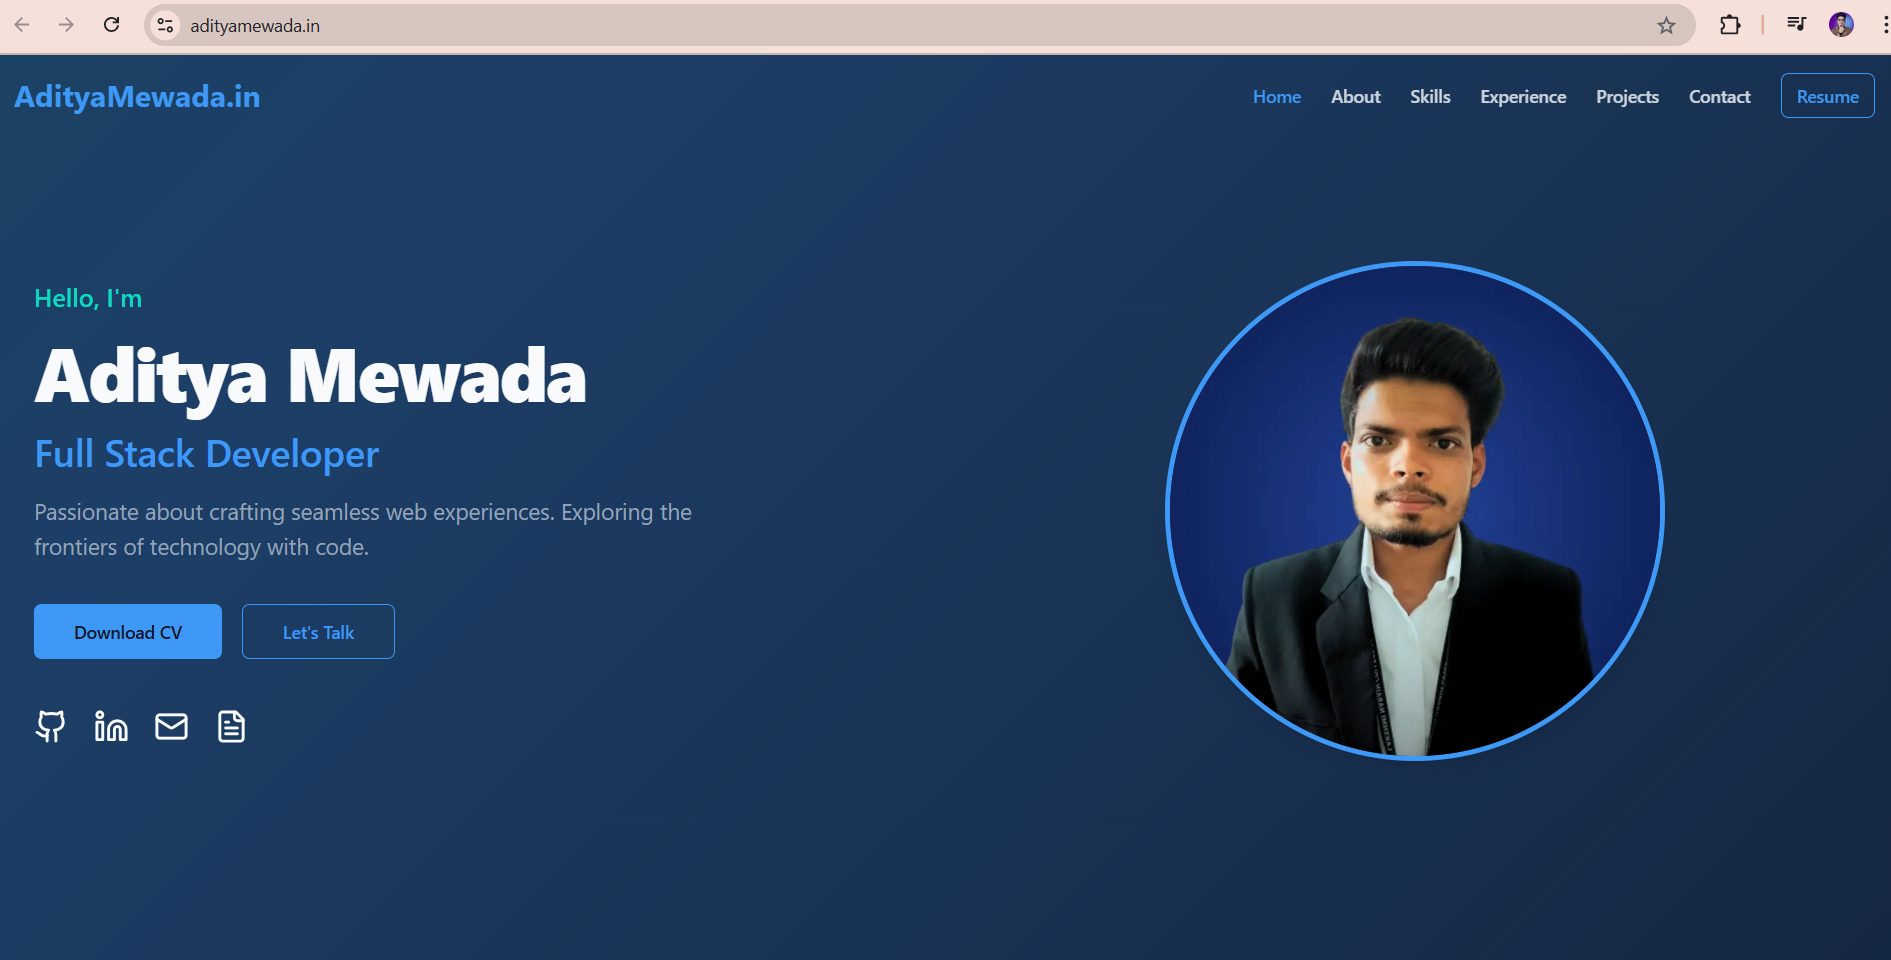 adityamewada.in
AdityaMewada.in
Home About Skills Experience Projects Contact Resume
Hello, I'm
Aditya Mewada
Full Stack Developer
Passionate about crafting seamless web experiences. Exploring the
frontiers of technology with code.
Download CV Let's Talk